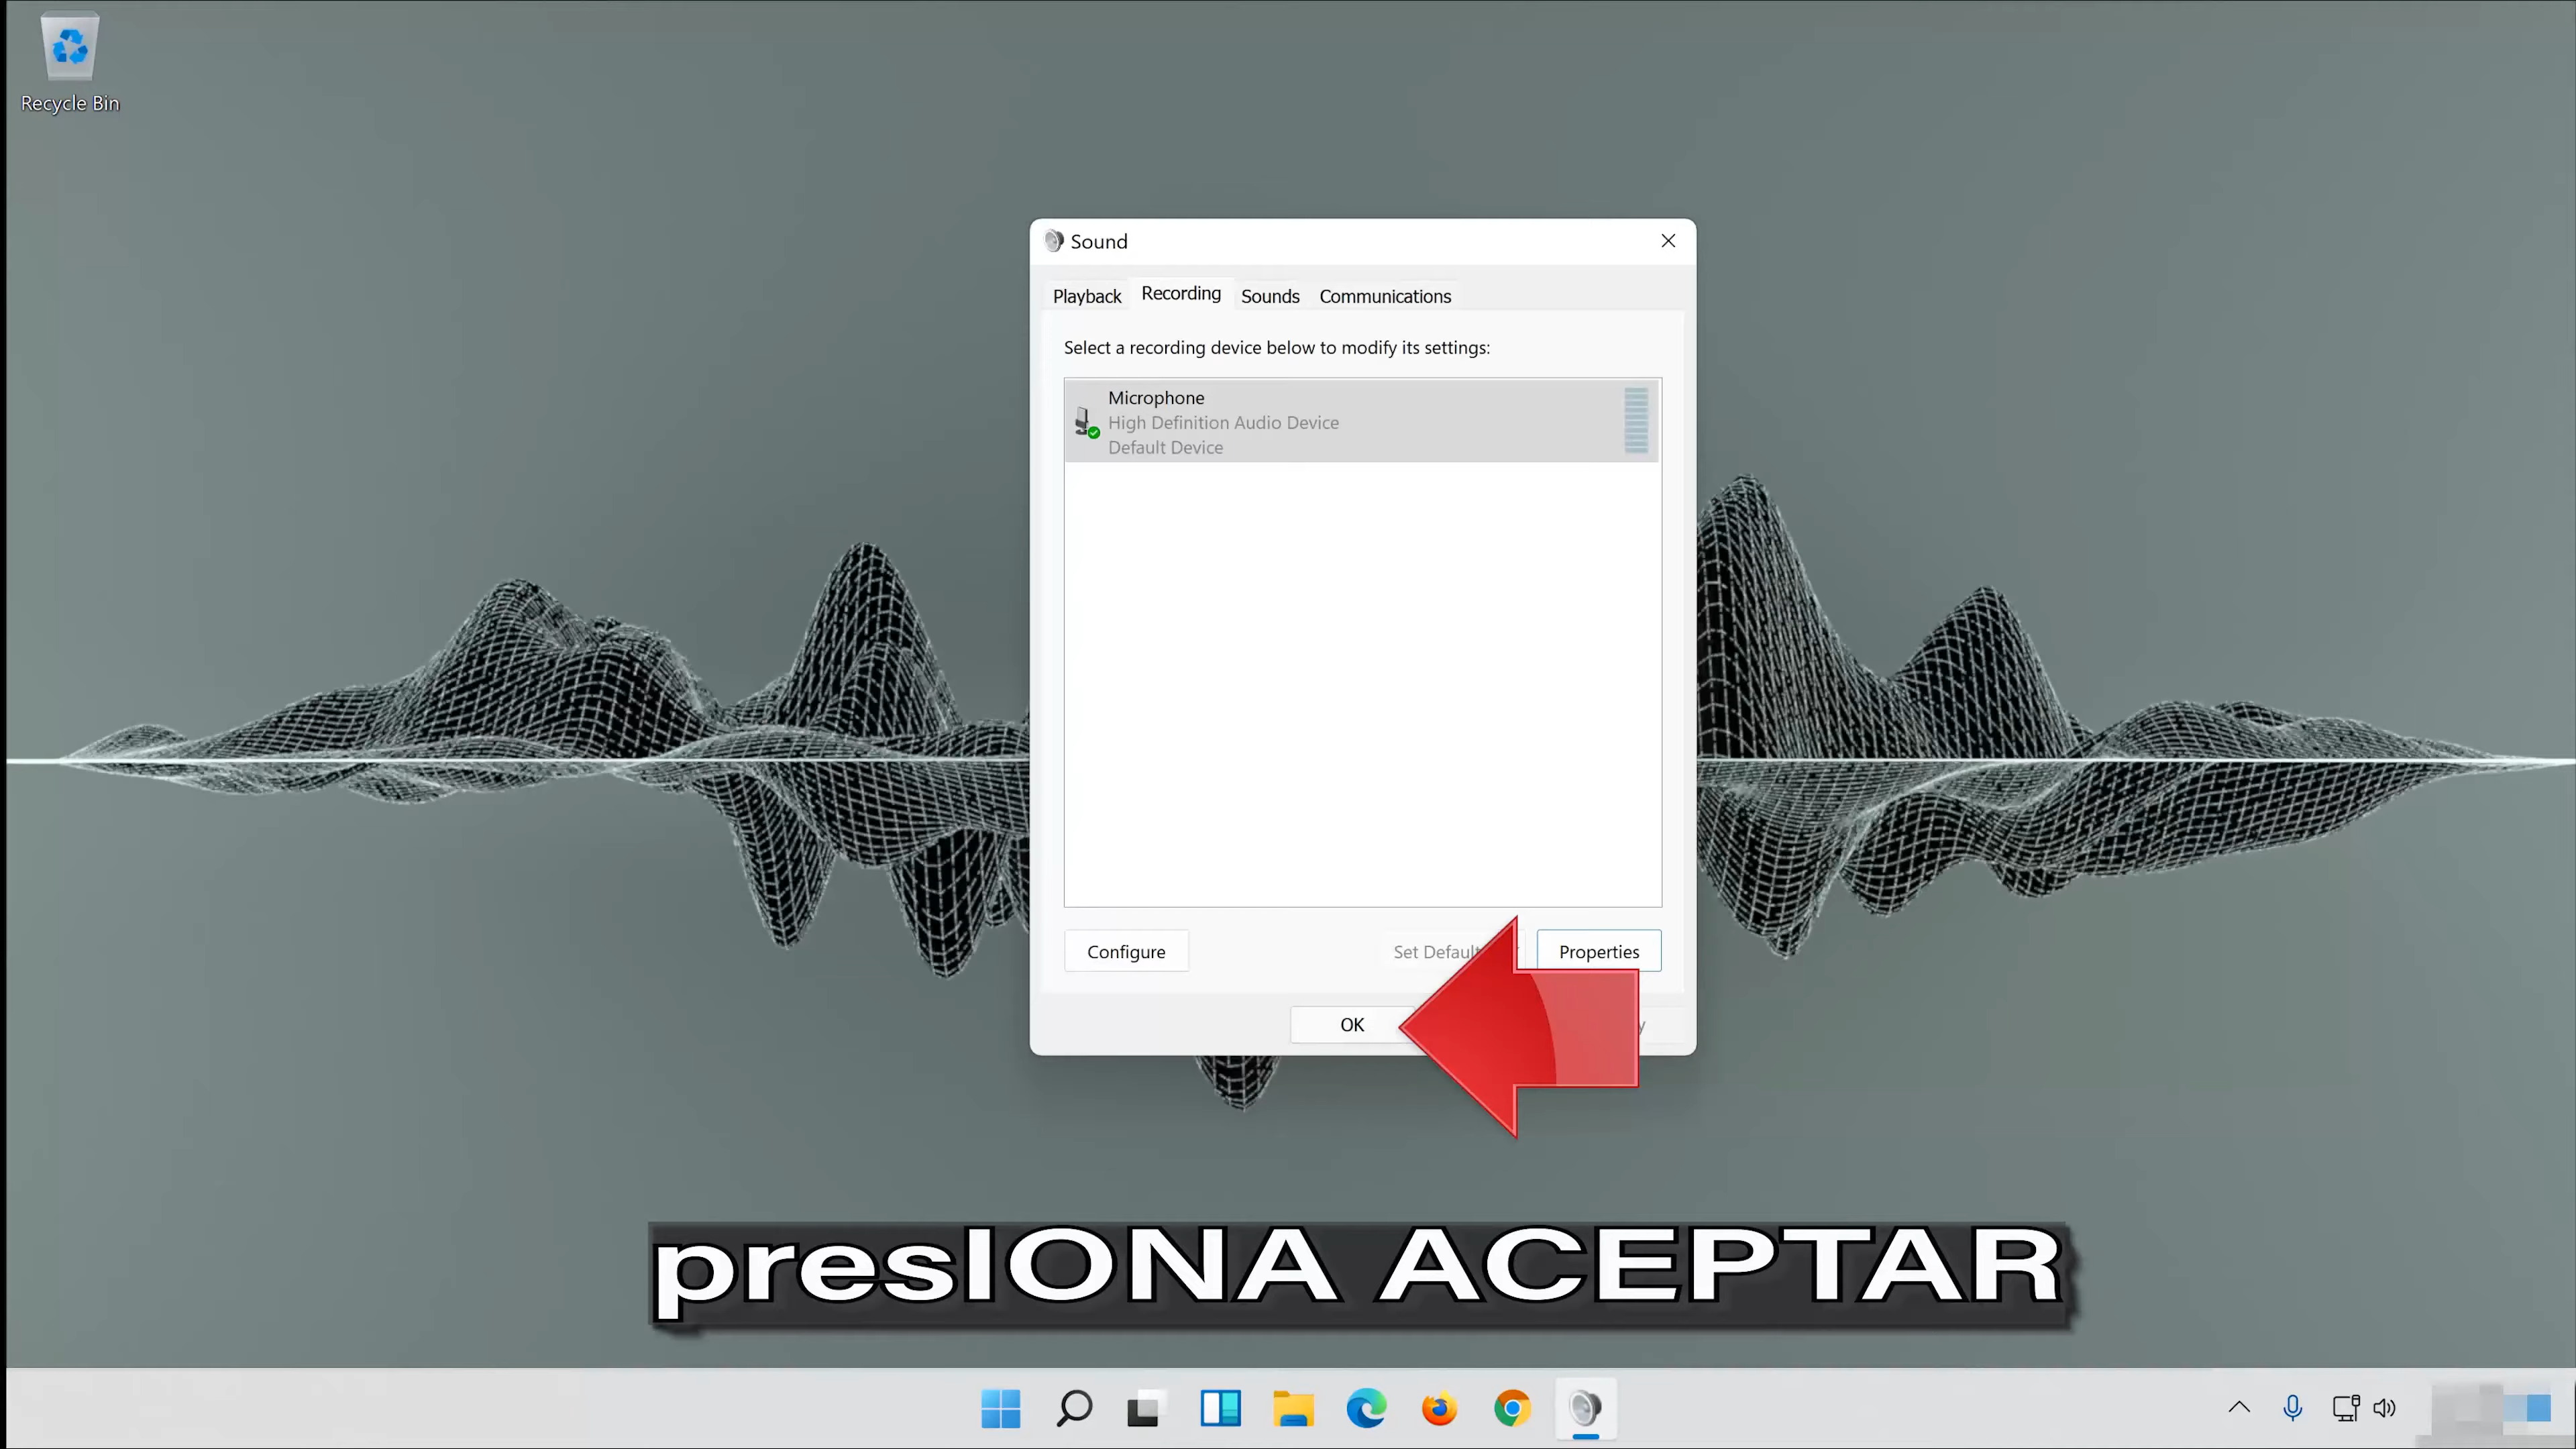 Recycle Bin
Sound
Playback Recording Sounds Communications
Select a recording device below to modify its settings:
Microphone
High Definition Audio Device
Default Device
Configure Set Properties
OK
presIONA ACEPTAR